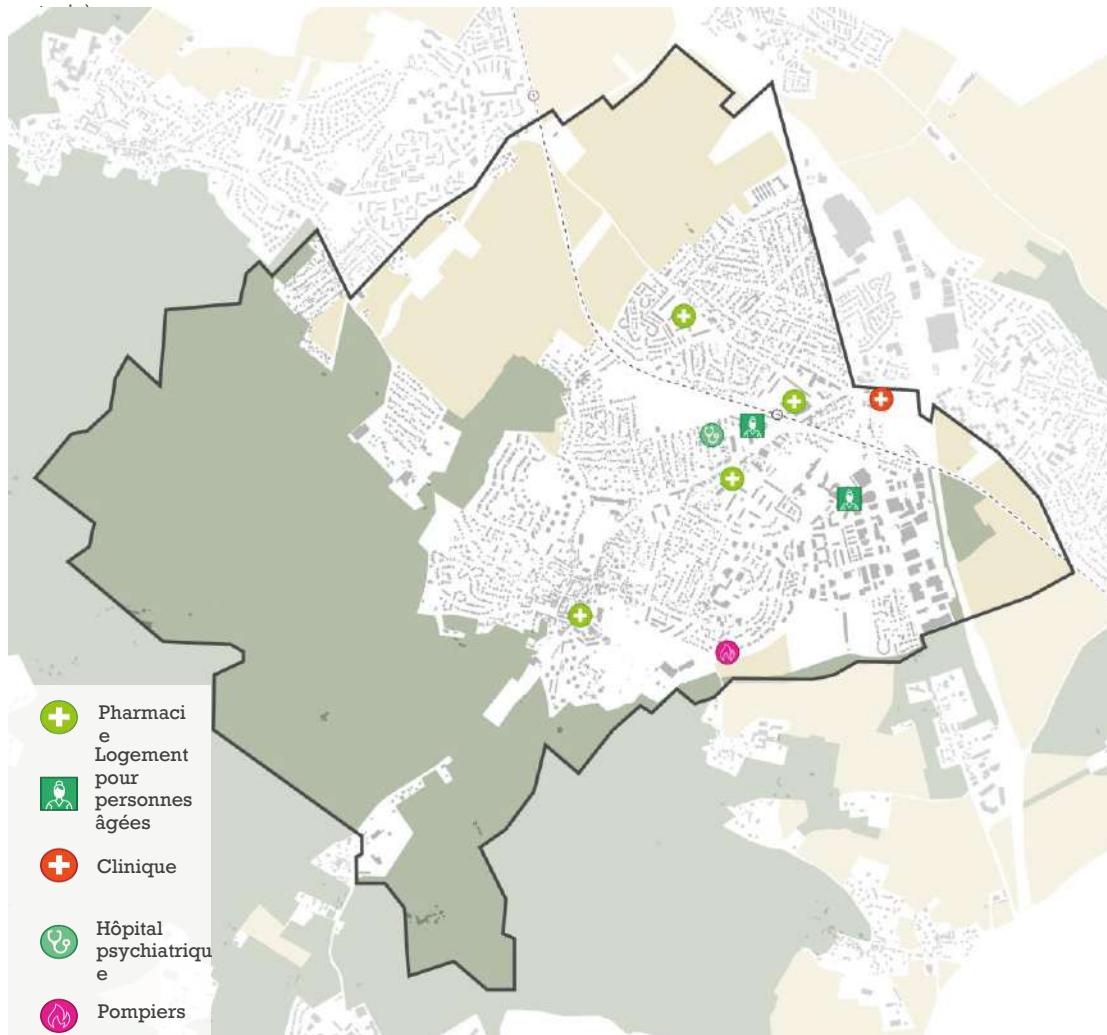 Pharmaci
e
Logement
pour
personnes
âgées
Clinique
Hôpital
psychiatriqu
e
Pompiers